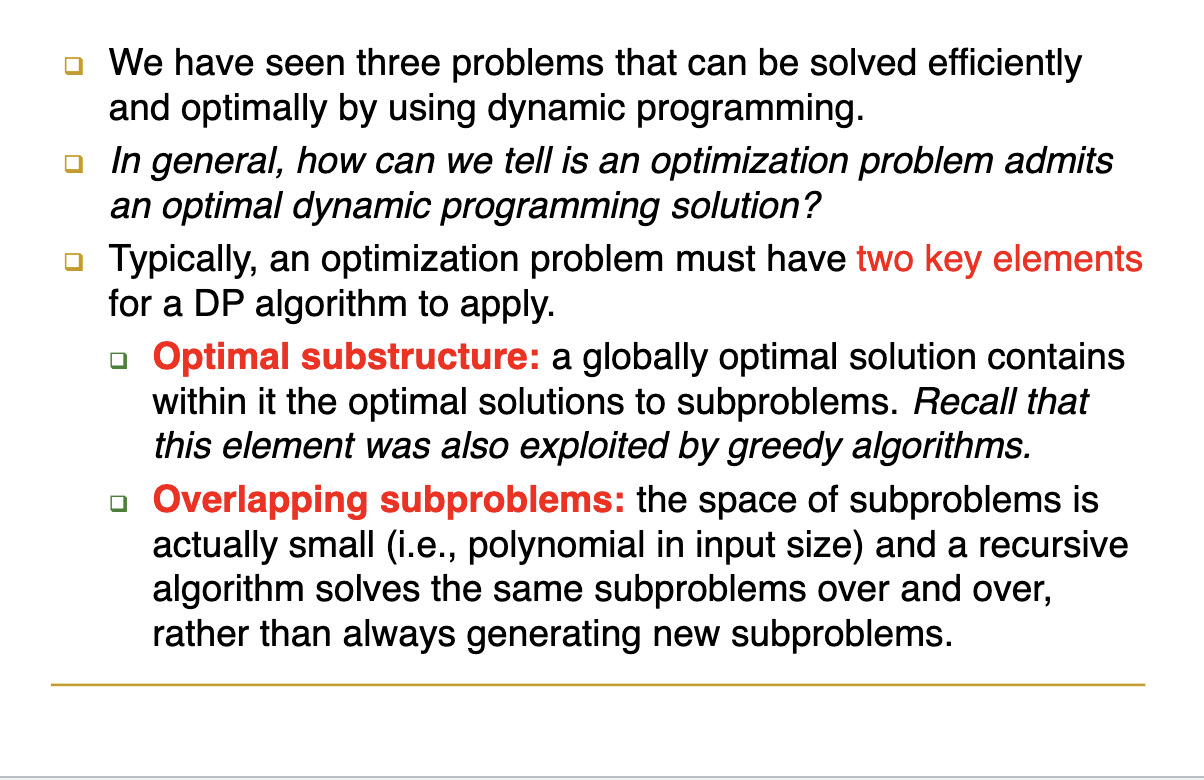 We have seen three problems that can be solved efficiently
and optimally by using dynamic programming.
In general, how can we tell is an optimization problem admits
an optimal dynamic programming solution?
Typically, an optimization problem must have two key elements
for a DP algorithm to apply.
Optimal substructure: a globally optimal solution contains
within it the optimal solutions to subproblems. Recall that
this element was also exploited by greedy algorithms.
Overlapping subproblems: the space of subproblems is
actually small (i.e., polynomial in input size) and a recursive
algorithm solves the same subproblems over and over,
rather than always generating new subproblems.